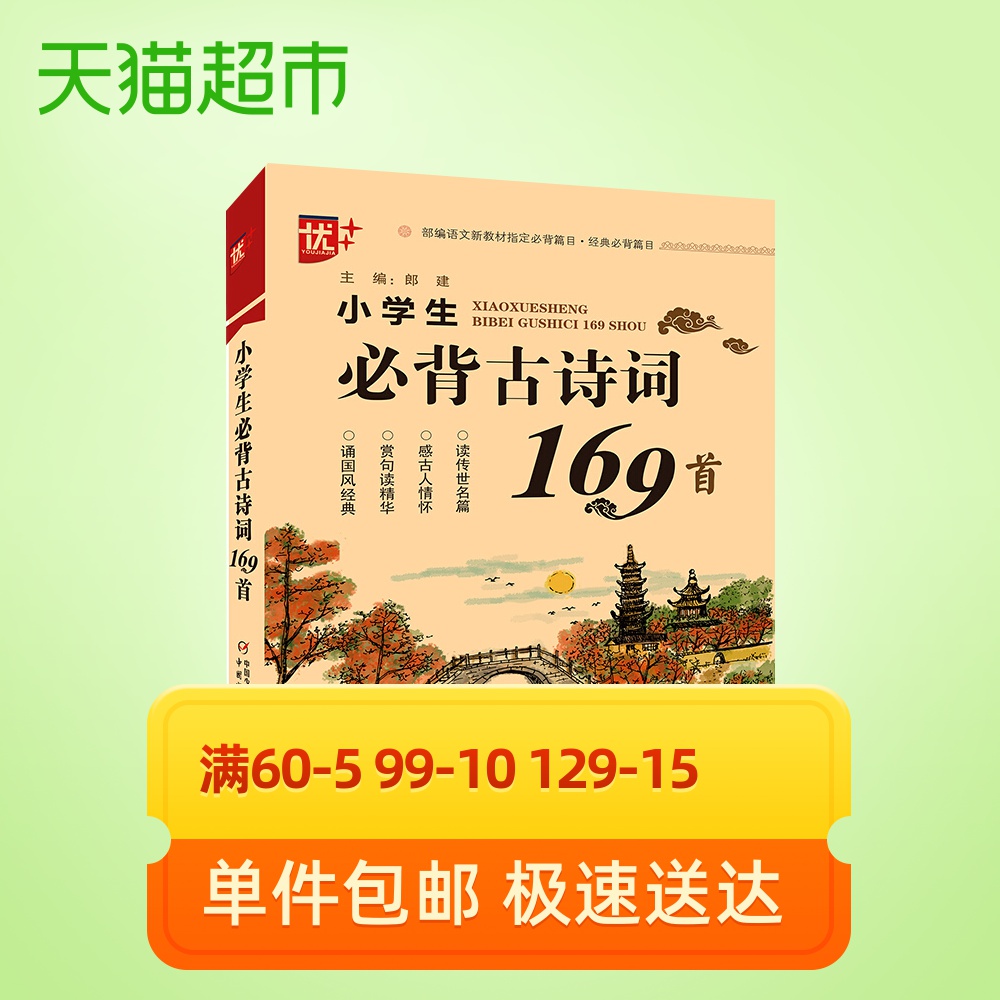 天猫超市
优
YOUJIAJIA
部编语文新教材指定必背篇目·经典必背篇目
主 编：郎 建
小学生
XIAOXUESHENG
BIBEI GUSHICI 169 SHOU
必背古诗词
169首
读传世名篇
感古人情怀
赏句读精华
诵国风经典
优
小学生必背古诗词169首
满60-5 99-10 129-15
单件包邮 极速送达